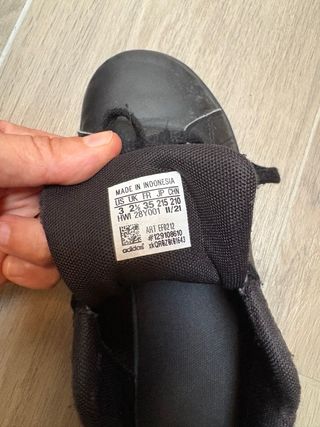 MADE IN INDONESIA
US UK FR JP CHN
3 2½ 35 215 210
HWI 28Y001 11/21
ART EF0212
#129108610
adidas